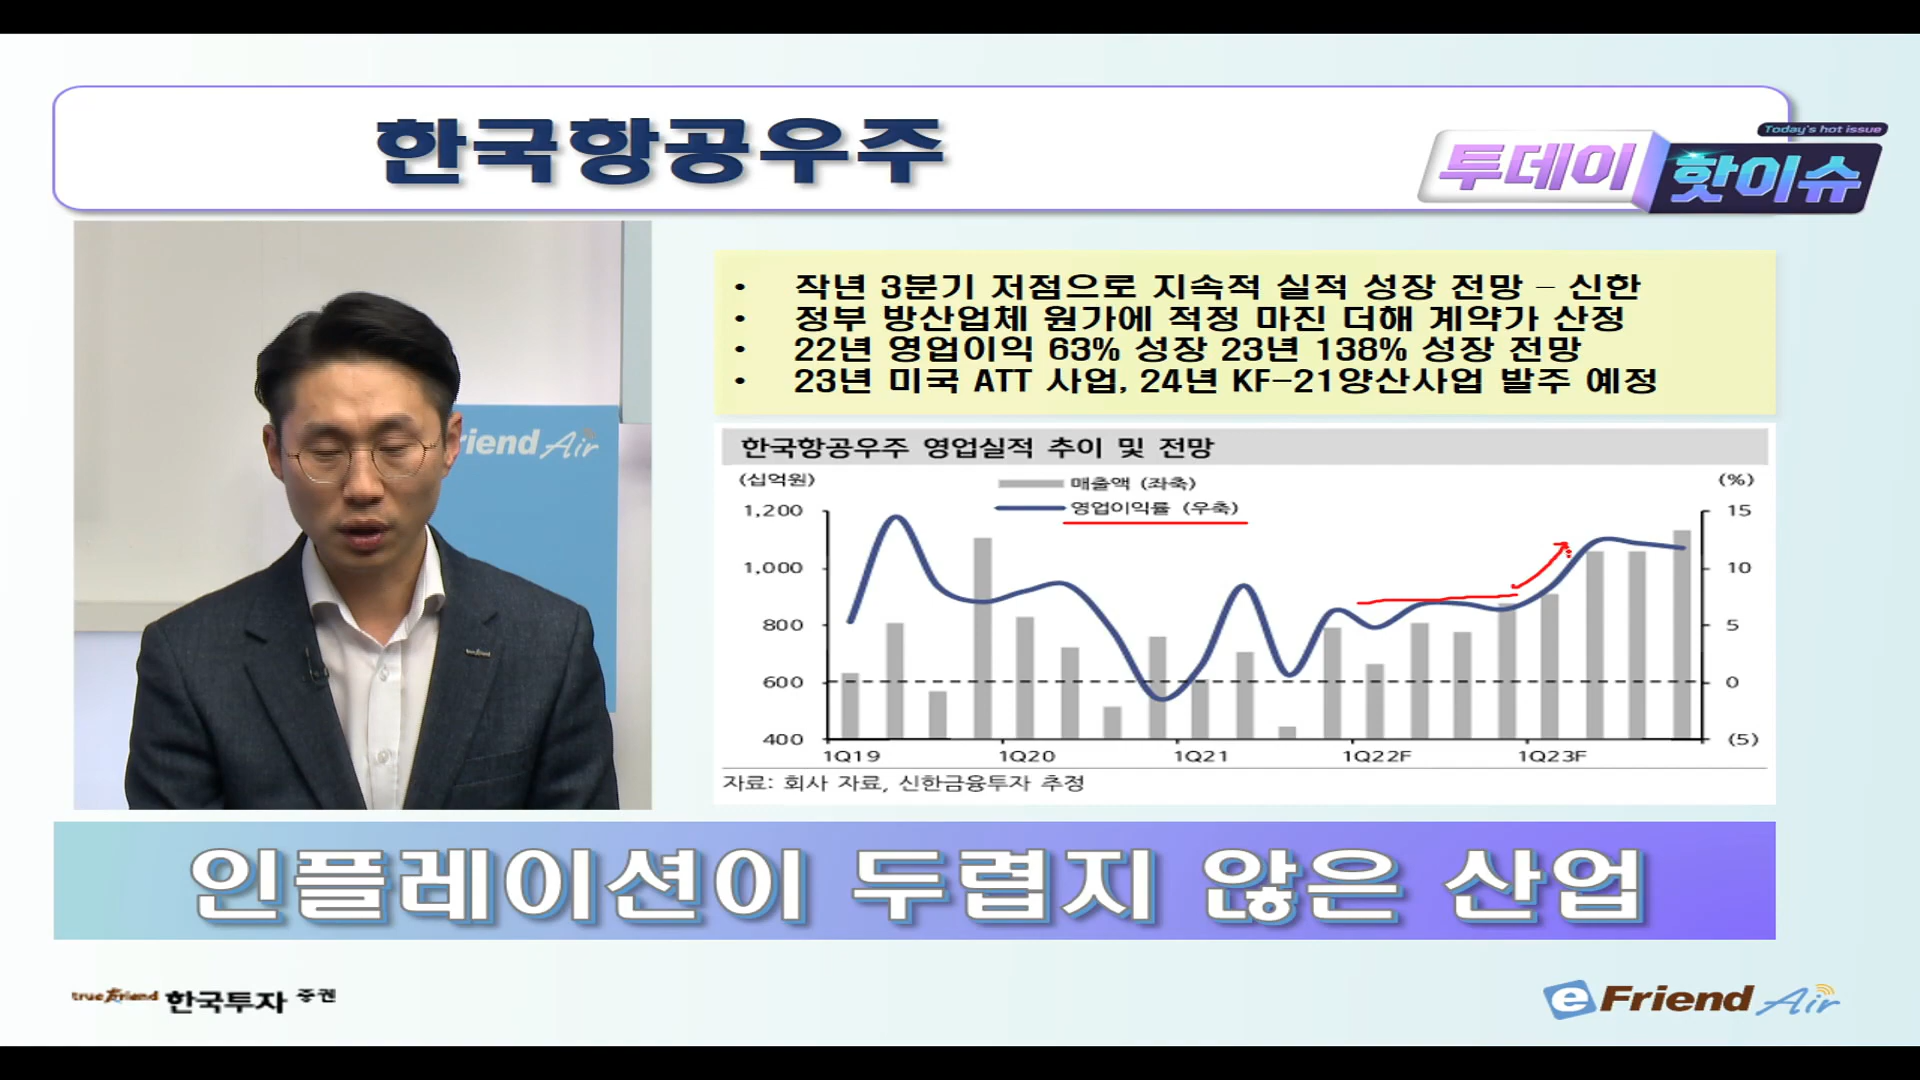 한국항공우주
Today's hot issue
투데이 핫이슈
• 작년 3분기 저점으로 지속적 실적 성장 전망 – 신한
• 정부 방산업체 원가에 적정 마진 더해 계약가 산정
• 22년 영업이익 63% 성장 23년 138% 성장 전망
• 23년 미국 ATT 사업, 24년 KF-21양산사업 발주 예정
riend Air
한국항공우주 영업실적 추이 및 전망
(십억원) 매출액 (좌축) (%)
영업이익률 (우축)
1,200 15
1,000 10
800 5
600 0
400 (5)
1Q19 1Q20 1Q21 1Q22F 1Q23F
자료: 회사 자료, 신한금융투자 추정
인플레이션이 두렵지 않은 산업
true friend 한국투자 증권
e Friend Air